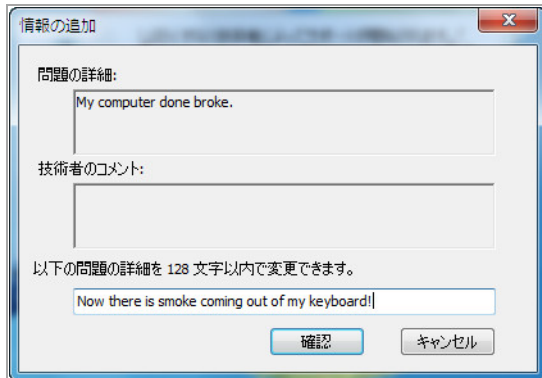 情報の追加
問題の詳細:
My computer done broke.
技術者のコメント:
以下の問題の詳細を 128 文字以内で変更できます。
Now there is smoke coming out of my keyboard!
確認
キャンセル